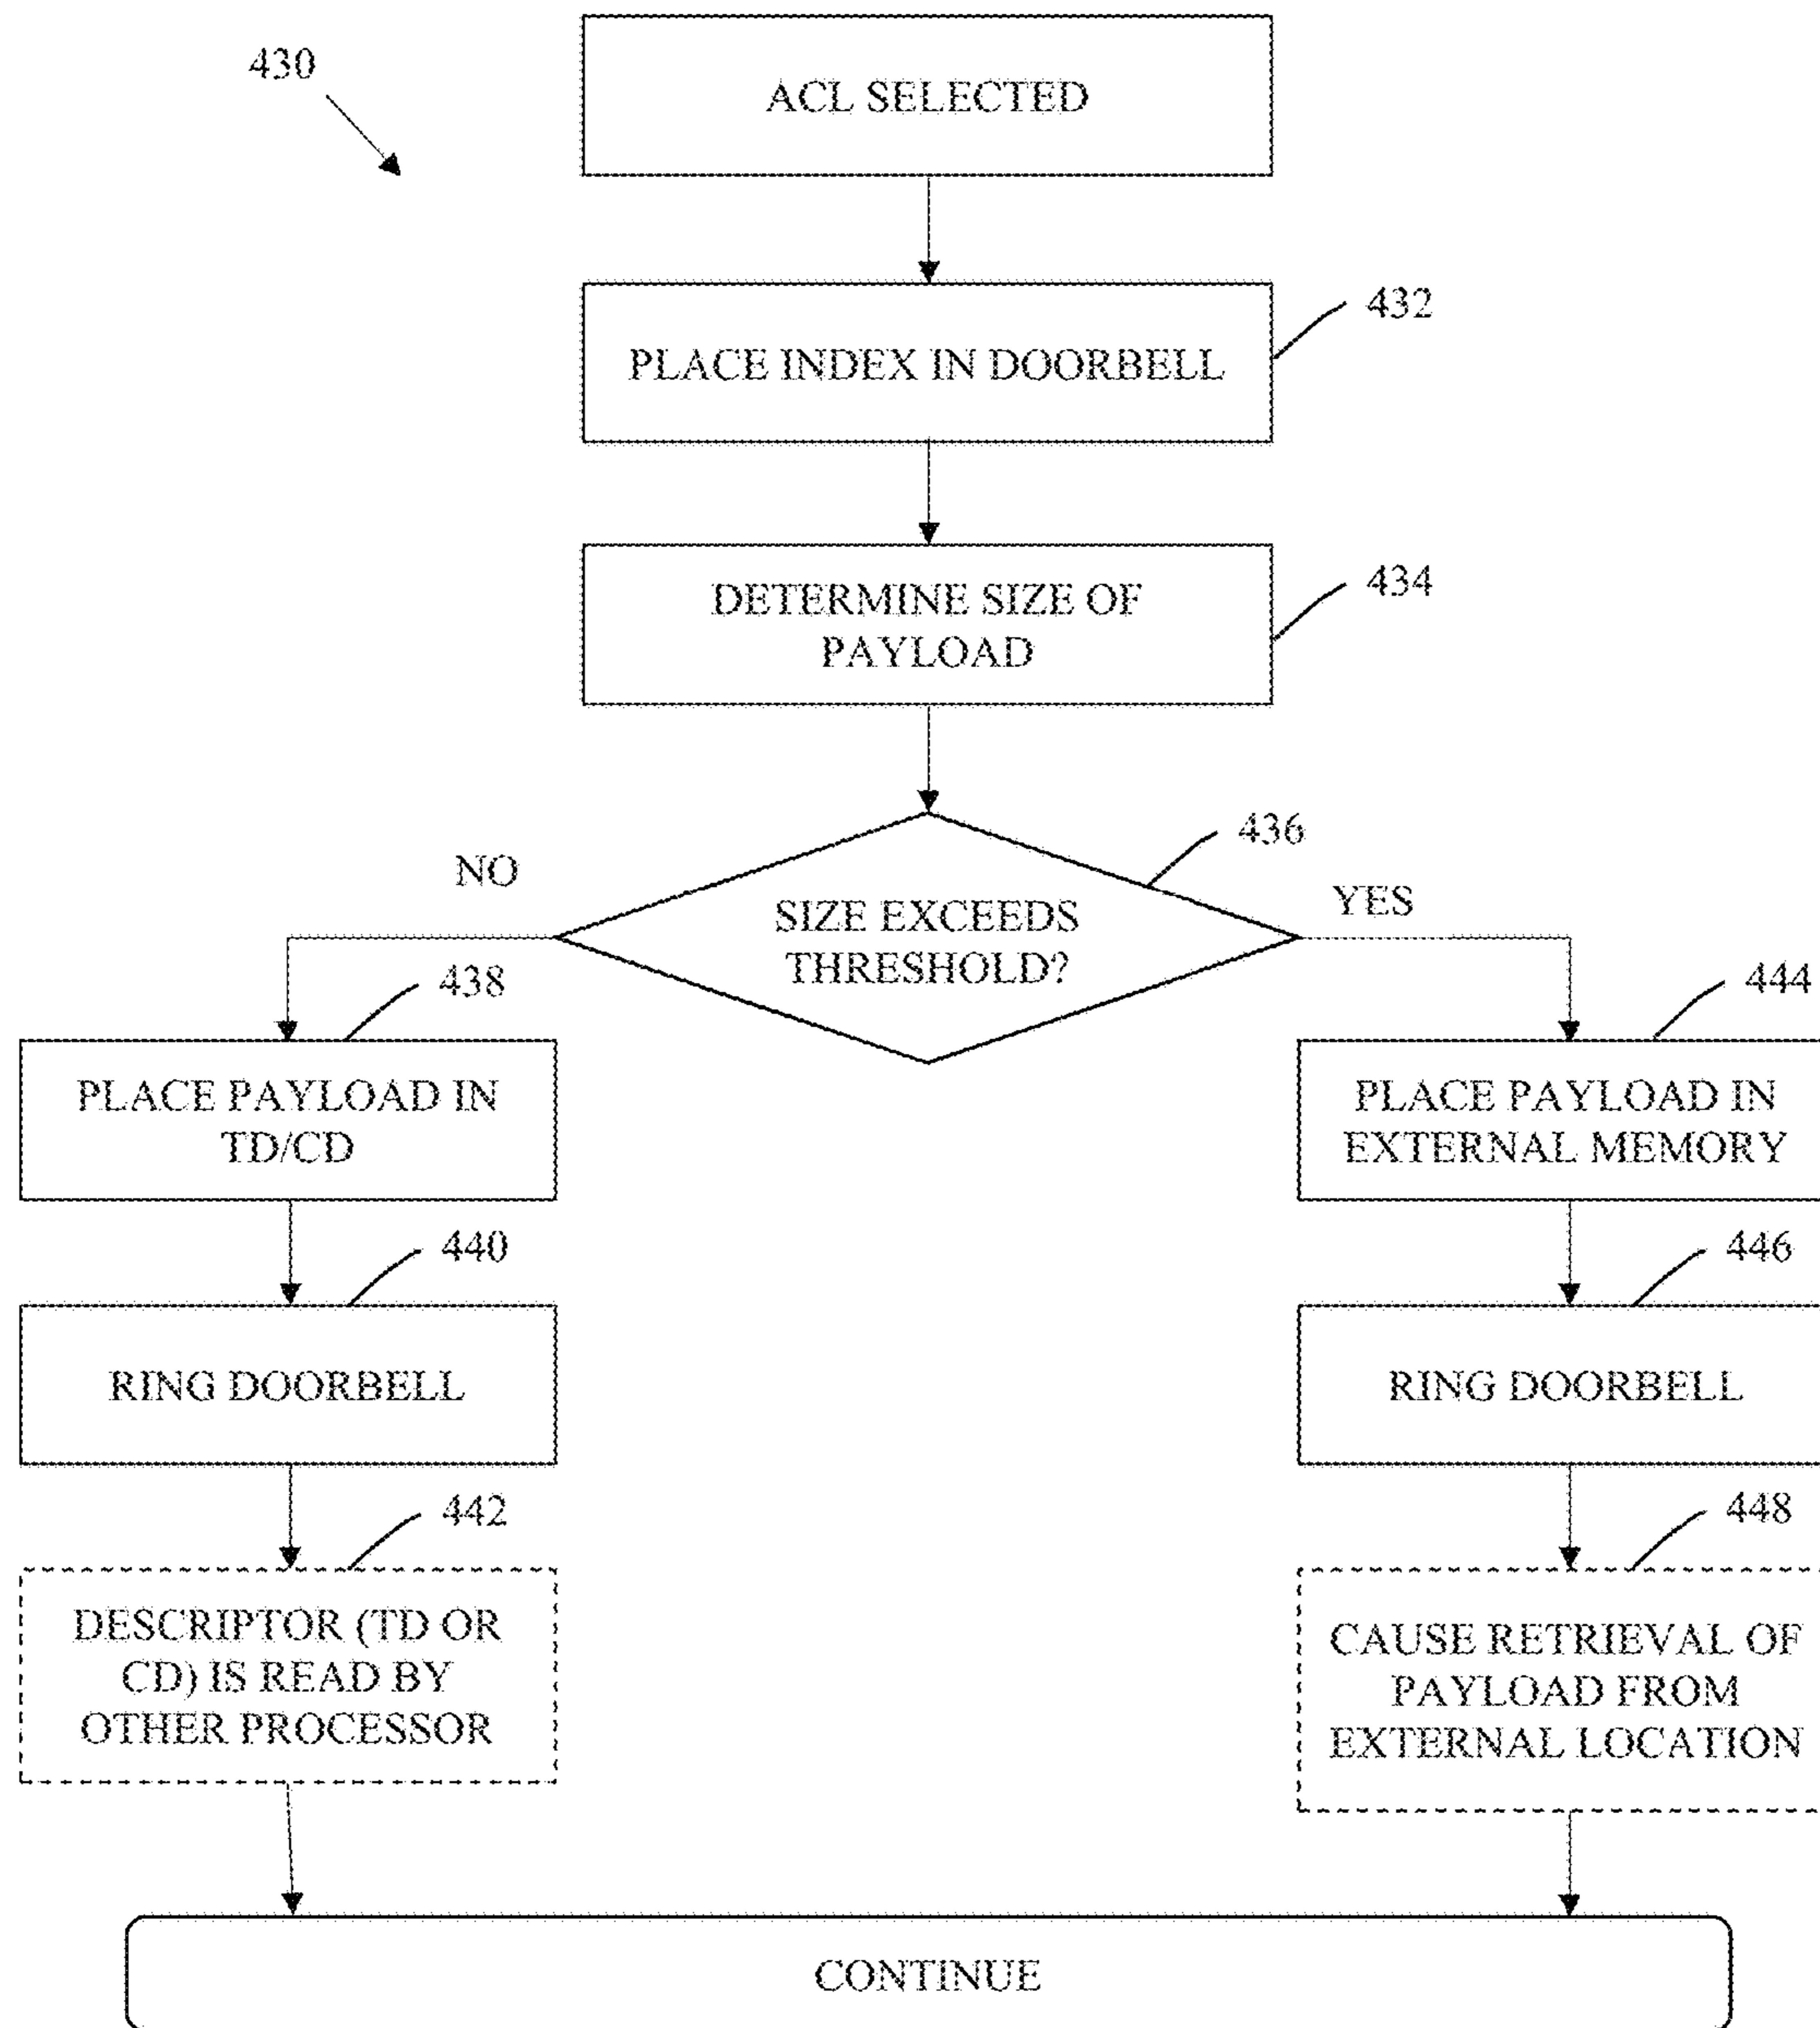 430
ACL SELECTED
PLACE INDEX IN DOORBELL
432
DETERMINE SIZE OF
PAYLOAD
434
436
NO
SIZE EXCEEDS
THRESHOLD?
YES
438
PLACE PAYLOAD IN
TD/CD
444
PLACE PAYLOAD IN
EXTERNAL MEMORY
440
RING DOORBELL
446
RING DOORBELL
442
DESCRIPTOR (TD OR
CD) IS READ BY
OTHER PROCESSOR
448
CAUSE RETRIEVAL OF
PAYLOAD FROM
EXTERNAL LOCATION
CONTINUE